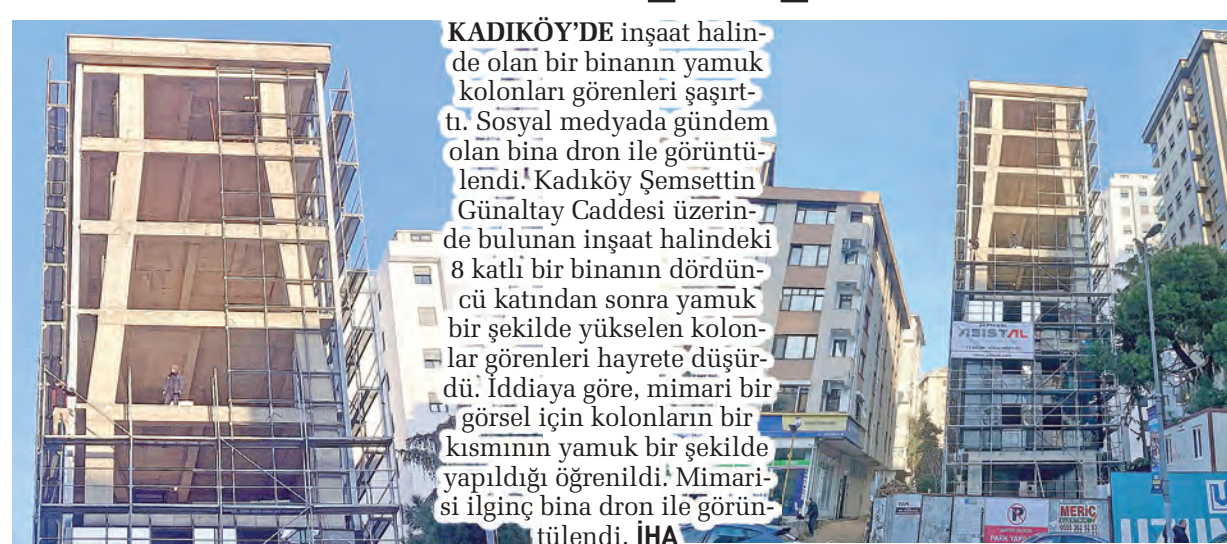 KADIKÖY’DE inşaat halin-
de olan bir binanın yamuk
kolonları görenleri şaşırt-
tı. Sosyal medyada gündem
olan bina dron ile görüntü-
lendi. Kadıköy Şemsettin
Günaltay Caddesi üzerin-
de bulunan inşaat halindeki
8 katlı bir binanın dördün-
cü katından sonra yamuk
bir şekilde yükselen kolon-
lar görenleri hayrete düşür-
dü. İddiaya göre, mimari bir
görsel için kolonların bir
kısmının yamuk bir şekilde
yapıldığı öğrenildi. Mimari-
si ilginç bina dron ile görün-
tülendi. İHA
ASİSTAL
P
PARK
MERİÇ